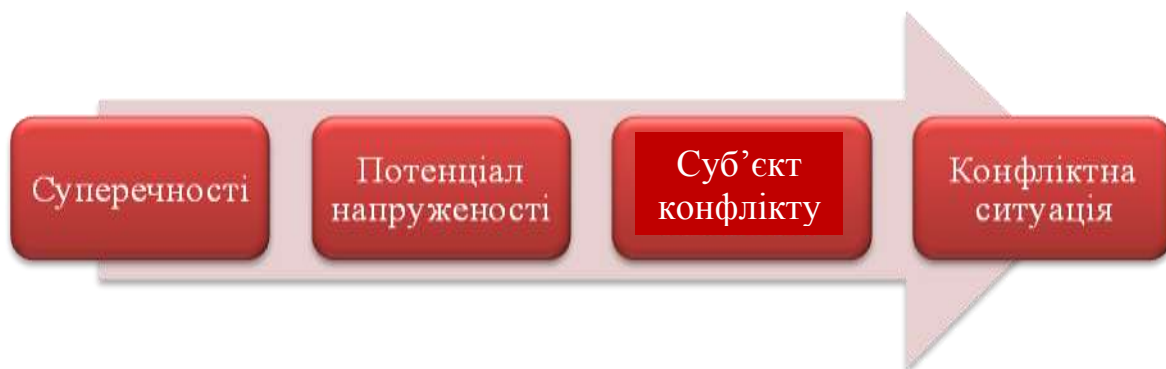 Суперечності
Потенціал
напруженості
Суб’єкт
конфлікту
Конфліктна
ситуація